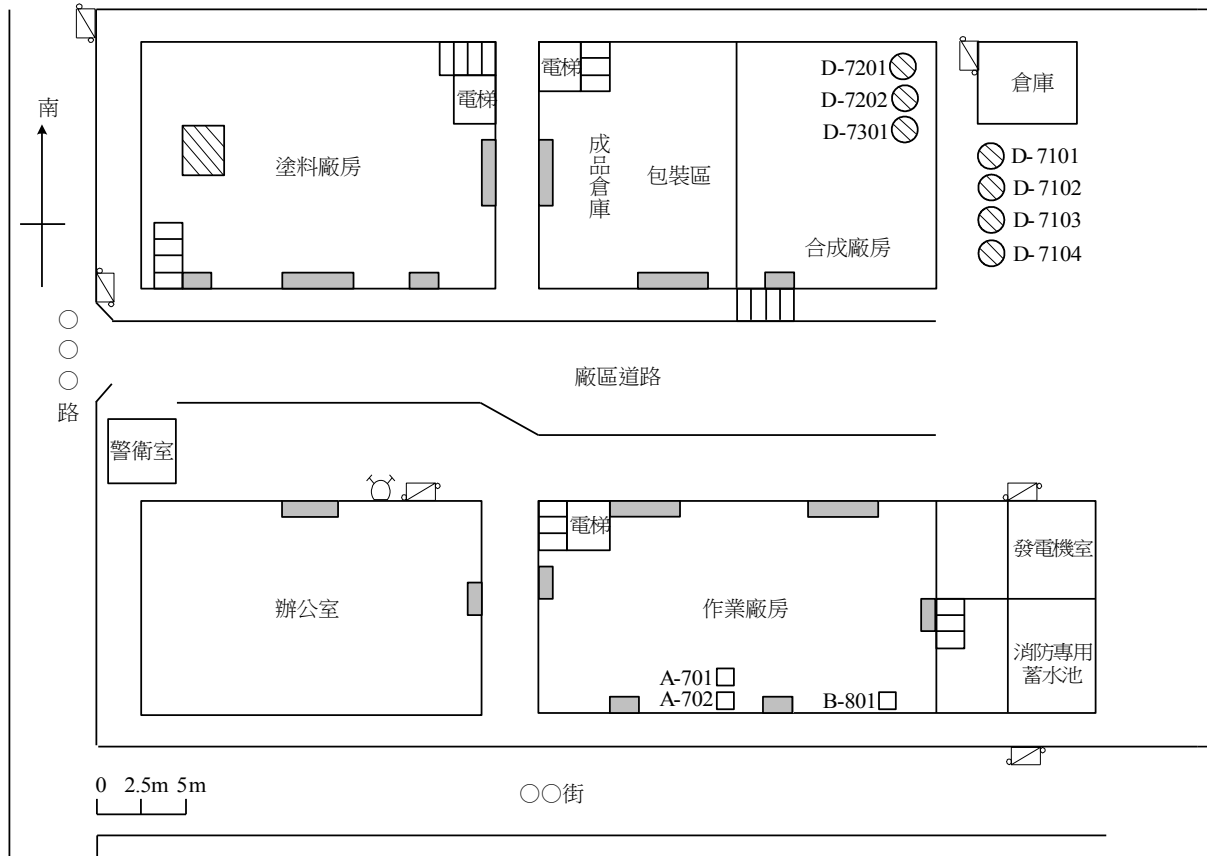 南
電梯
塗料廠房
電梯
成品倉庫
包裝區
D-7201
D-7202
D-7301
合成廠房
倉庫
D-7101
D-7102
D-7103
D-7104
○○○路
廠區道路
警衛室
辦公室
電梯
作業廠房
A-701
A-702
B-801
發電機室
消防專用
蓄水池
0 2.5m 5m
○○街